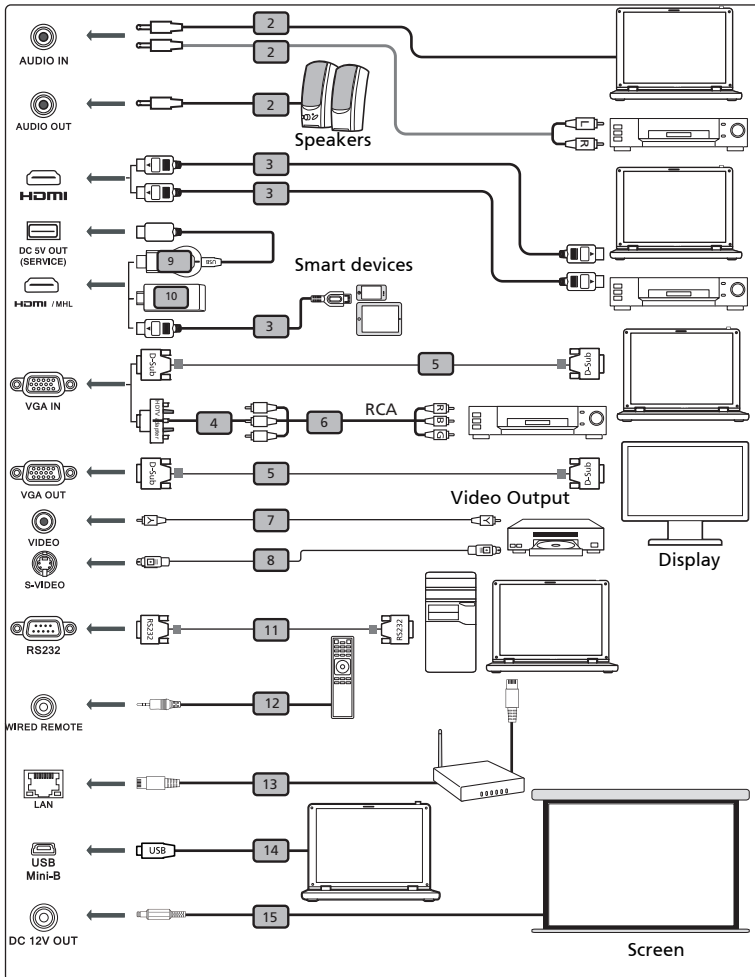 AUDIO IN
2
2
AUDIO OUT
2
Speakers
L
R
HDMI
3
3
DC 5V OUT
(SERVICE)
9
USB
Smart devices
HDMI / MHL
10
3
VGA IN
D-Sub
5
D-Sub
HDTV adapter
4
6
RCA
R
B
G
VGA OUT
D-Sub
5
D-Sub
Video Output
VIDEO
Y
7
Y
Display
S-VIDEO
8
RS232
RS232
11
RS232
WIRED REMOTE
12
LAN
13
USB
Mini-B
USB
14
DC 12V OUT
15
Screen